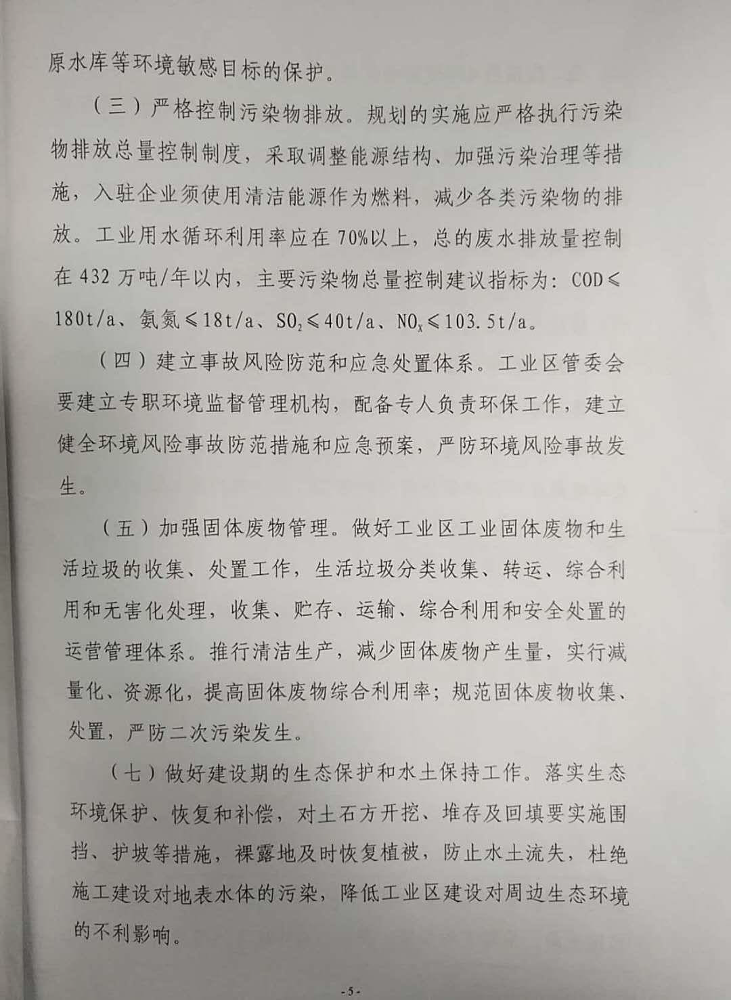 原水库等环境敏感目标的保护。
（三）严格控制污染物排放。规划的实施应严格执行污染
物排放总量控制制度，采取调整能源结构、加强污染治理等措
施，入驻企业须使用清洁能源作为燃料，减少各类污染物的排
放。工业用水循环利用率应在 70%以上，总的废水排放量控制
在 432 万吨/年以内，主要污染物总量控制建议指标为：COD≤
180t/a、氨氮≤18t/a、SO₂≤40t/a、NOₓ≤103.5t/a。
（四）建立事故风险防范和应急处置体系。工业区管委会
要建立专职环境监督管理机构，配备专人负责环保工作，建立
健全环境风险事故防范措施和应急预案，严防环境风险事故发
生。
（五）加强固体废物管理。做好工业区工业固体废物和生
活垃圾的收集、处置工作，生活垃圾分类收集、转运、综合利
用和无害化处理，收集、贮存、运输、综合利用和安全处置的
运营管理体系。推行清洁生产，减少固体废物产生量，实行减
量化、资源化，提高固体废物综合利用率；规范固体废物收集、
处置，严防二次污染发生。
（七）做好建设期的生态保护和水土保持工作。落实生态
环境保护、恢复和补偿，对土石方开挖、堆存及回填要实施围
挡、护坡等措施，裸露地及时恢复植被，防止水土流失，杜绝
施工建设对地表水体的污染，降低工业区建设对周边生态环境
的不利影响。
-5-